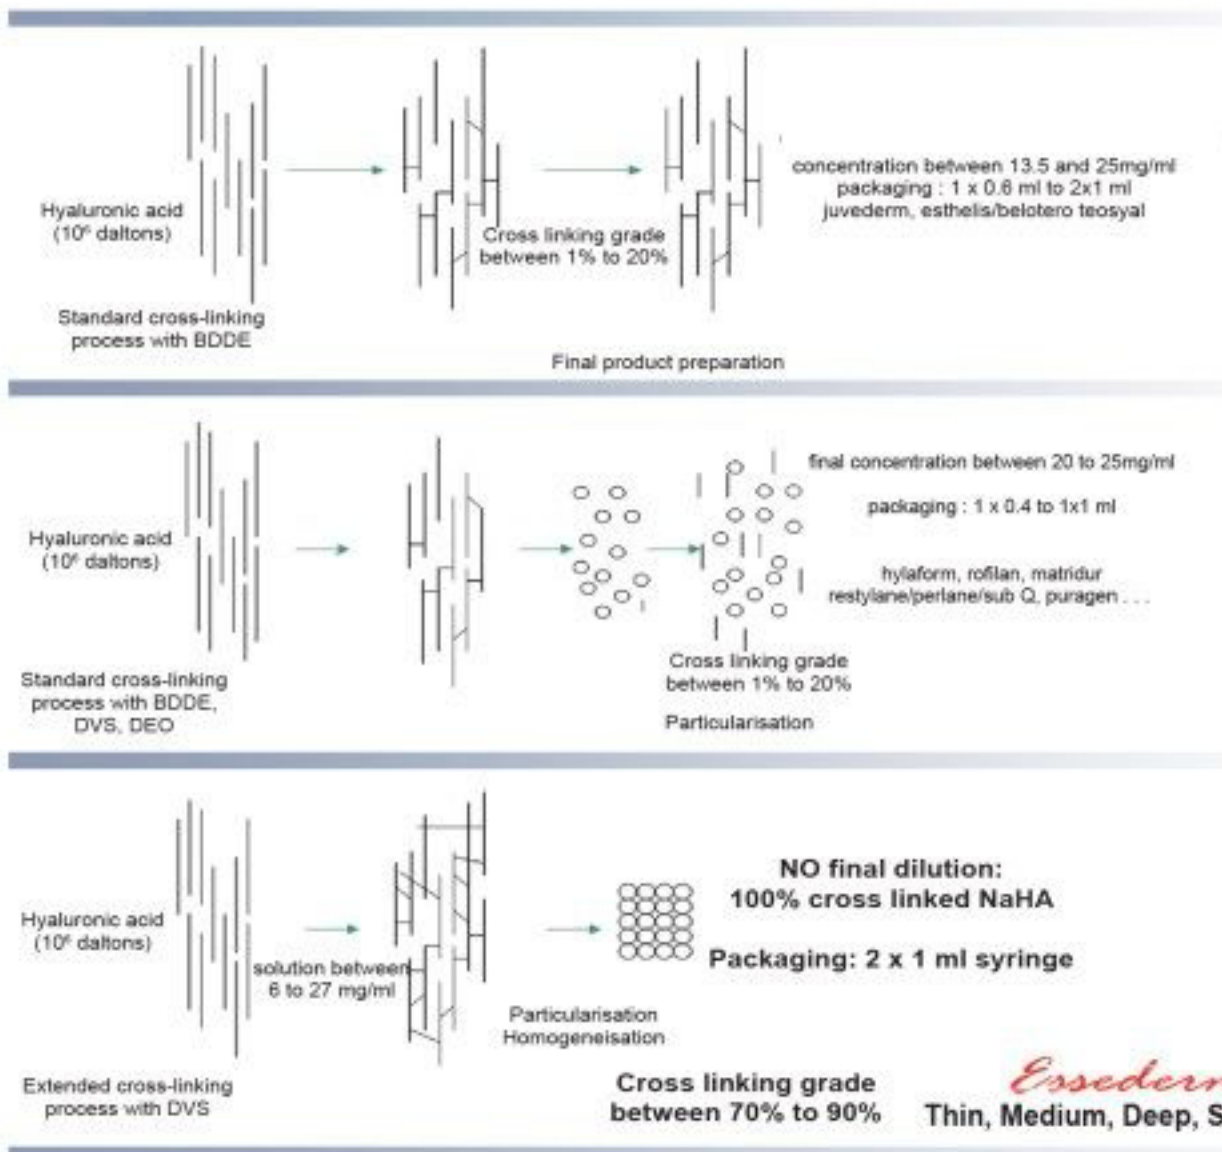 Hyaluronic acid
(10⁶ daltons)
Standard cross-linking
process with BDDE
Cross linking grade
between 1% to 20%
concentration between 13.5 and 25mg/ml
packaging : 1 x 0.6 ml to 2x1 ml
juvederm, esthelis/belotero teosyal
Final product preparation
Hyaluronic acid
(10⁶ daltons)
Standard cross-linking
process with BDDE,
DVS, DEO
final concentration between 20 to 25mg/ml
packaging : 1 x 0.4 to 1x1 ml
hylaform, rofilan, matridur
restylane/perlane/sub Q, puragen . . .
Cross linking grade
between 1% to 20%
Particularisation
Hyaluronic acid
(10⁶ daltons)
Extended cross-linking
process with DVS
solution between
6 to 27 mg/ml
Particularisation
Homogeneisation
NO final dilution:
100% cross linked NaHA
Packaging: 2 x 1 ml syringe
Cross linking grade
between 70% to 90%
Esseder
Thin, Medium, Deep, S